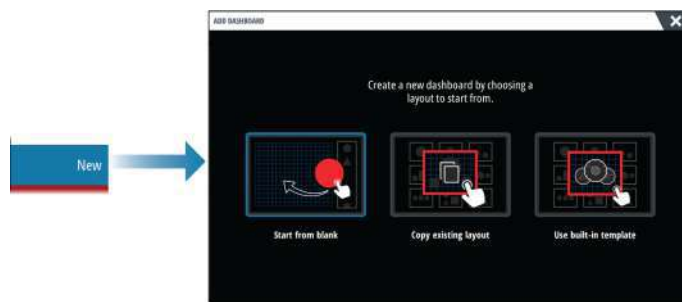 New
ADD DASHBOARD
Create a new dashboard by choosing a
layout to start from.
Start from blank
Copy existing layout
Use built-in template